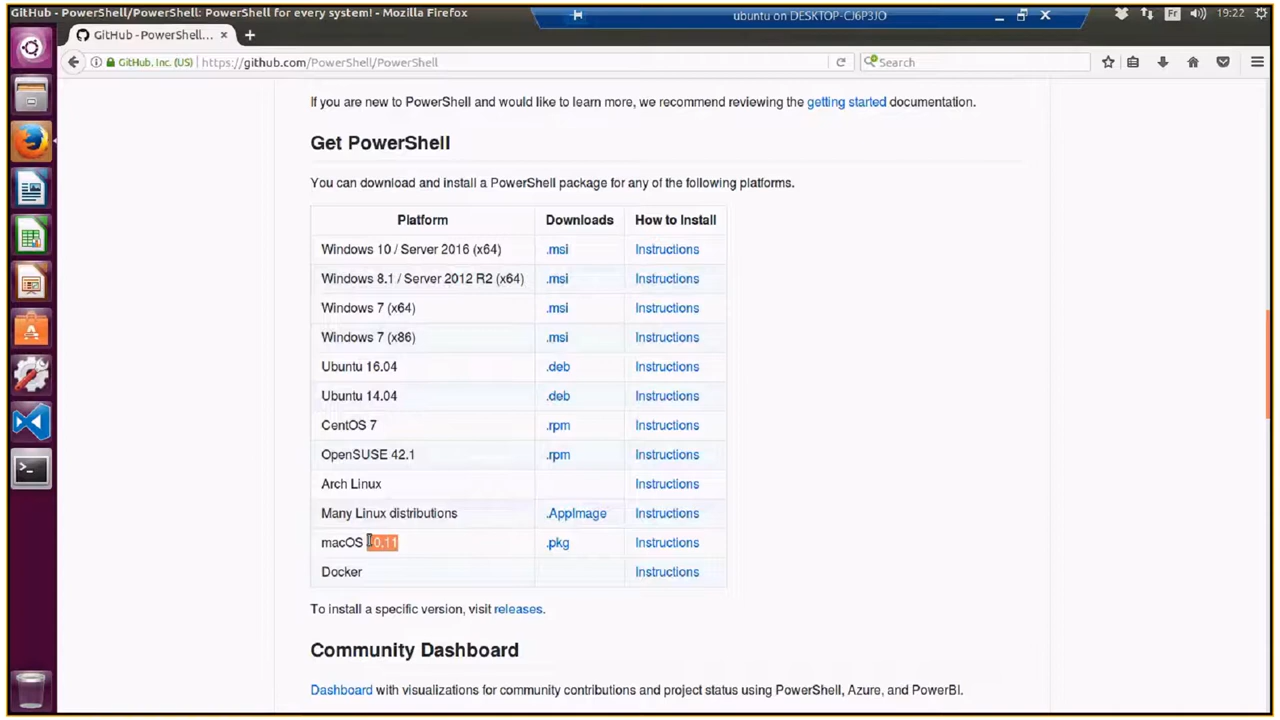 GitHub - PowerShell/PowerShell: PowerShell for every system! - Mozilla Firefox
ubuntu on DESKTOP-CJ6P3JO
Fr
19:22
GitHub - PowerShell...
GitHub, Inc. (US)
https://github.com/PowerShell/PowerShell
Search
If you are new to PowerShell and would like to learn more, we recommend reviewing the getting started documentation.
Get PowerShell
You can download and install a PowerShell package for any of the following platforms.
Platform Downloads How to Install
Windows 10 / Server 2016 (x64) .msi Instructions
Windows 8.1 / Server 2012 R2 (x64) .msi Instructions
Windows 7 (x64) .msi Instructions
Windows 7 (x86) .msi Instructions
Ubuntu 16.04 .deb Instructions
Ubuntu 14.04 .deb Instructions
CentOS 7 .rpm Instructions
OpenSUSE 42.1 .rpm Instructions
Arch Linux Instructions
Many Linux distributions .AppImage Instructions
macOS 10.11 .pkg Instructions
Docker Instructions
To install a specific version, visit releases.
Community Dashboard
Dashboard with visualizations for community contributions and project status using PowerShell, Azure, and PowerBI.